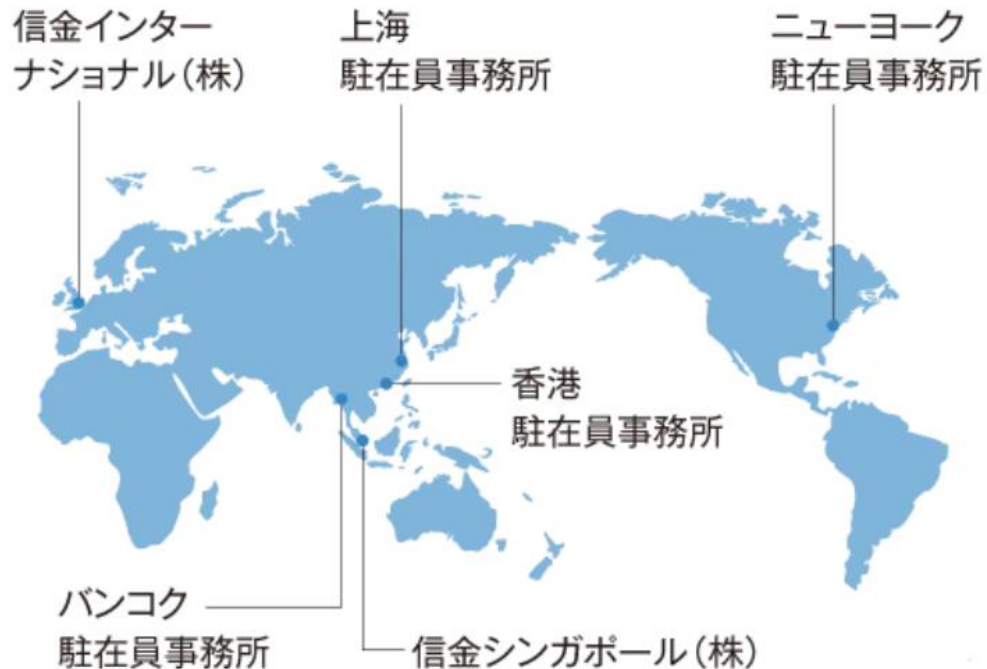 信金インター
ナショナル（株）
上海
駐在員事務所
ニューヨーク
駐在員事務所
香港
駐在員事務所
バンコク
駐在員事務所
信金シンガポール（株）